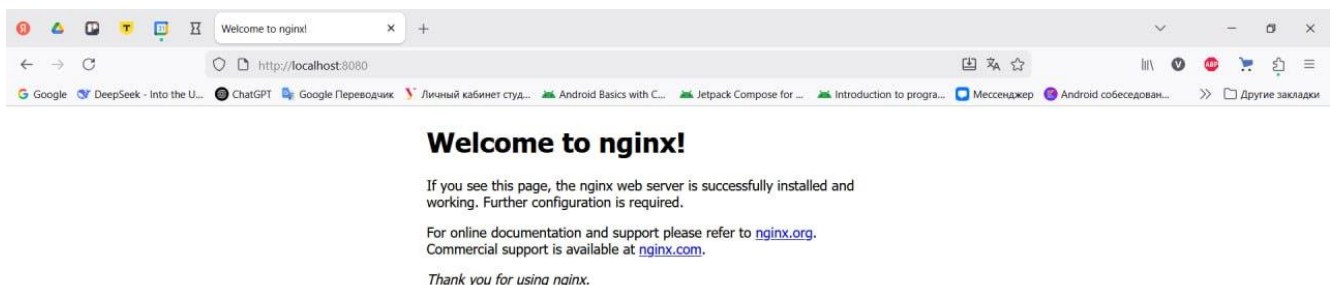 Welcome to nginx!
http://localhost:8080
Google DeepSeek - Into the U... ChatGPT Google Переводчик Личный кабинет студ... Android Basics with C... Jetpack Compose for ... Introduction to progra... Мессенджер Android собеседован... Другие закладки
Welcome to nginx!
If you see this page, the nginx web server is successfully installed and
working. Further configuration is required.
For online documentation and support please refer to nginx.org.
Commercial support is available at nginx.com.
Thank you for using nginx.